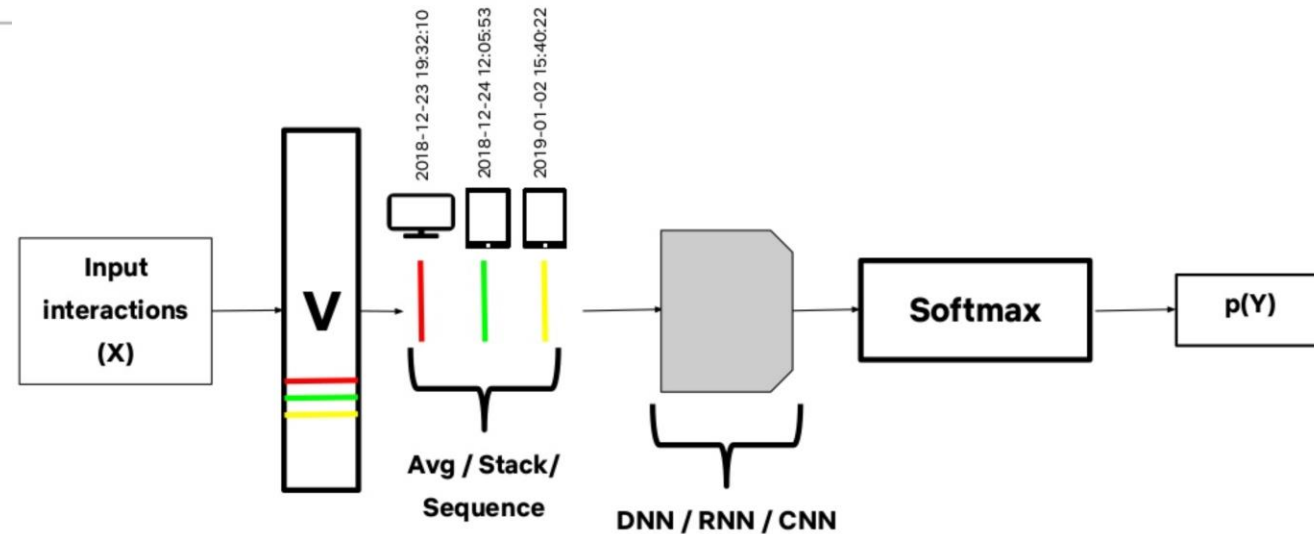 2018-12-23 19:32:10
2018-12-24 12:05:53
2019-01-02 15:40:22
Input
interactions
(X)
V
Softmax
p(Y)
Avg / Stack/
Sequence
DNN / RNN / CNN